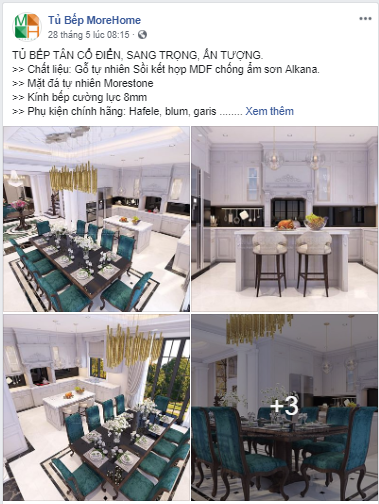 Tủ Bếp MoreHome
28 tháng 5 lúc 08:15 ·
TỦ BẾP TÂN CỔ ĐIỂN, SANG TRỌNG, ẤN TƯỢNG.
>> Chất liệu: Gỗ tự nhiên Sồi kết hợp MDF chống ẩm sơn Alkana.
>> Mặt đá tự nhiên Morestone
>> Kính bếp cường lực 8mm
>> Phụ kiện chính hãng: Hafele, blum, garis ........ Xem thêm
+3